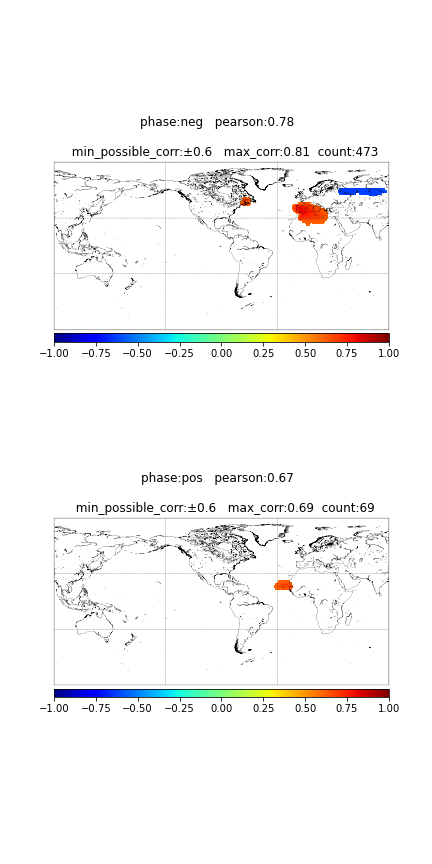 phase:neg   pearson:0.78
min_possible_corr:±0.6   max_corr:0.81  count:473
−1.00 −0.75 −0.50 −0.25 0.00 0.25 0.50 0.75 1.00
phase:pos   pearson:0.67
min_possible_corr:±0.6   max_corr:0.69  count:69
−1.00 −0.75 −0.50 −0.25 0.00 0.25 0.50 0.75 1.00